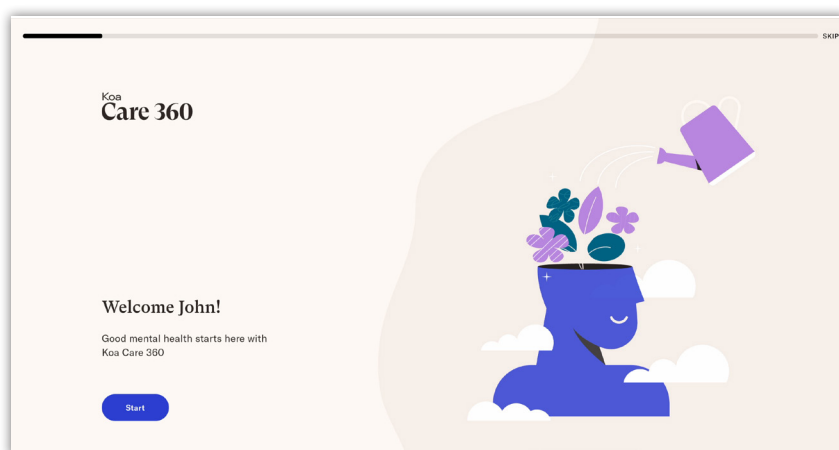 SKIP
Koa
Care 360
Welcome John!
Good mental health starts here with
Koa Care 360
Start